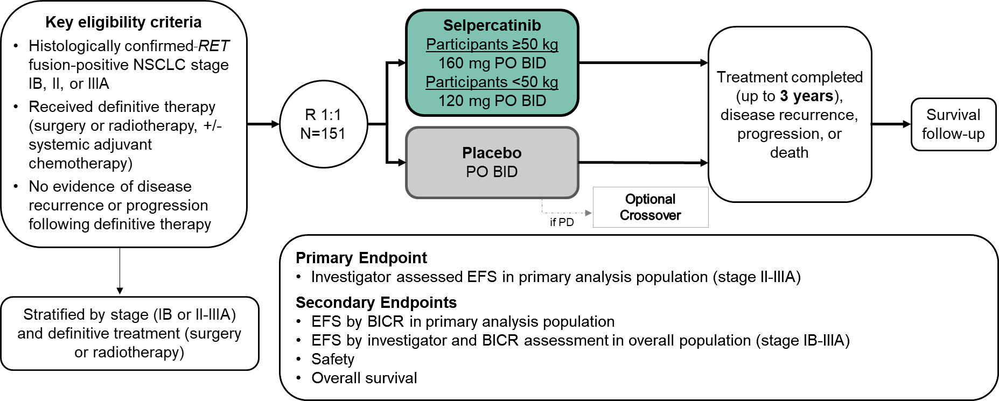 Key eligibility criteria
• Histologically confirmed-RET
fusion-positive NSCLC stage
IB, II, or IIIA
• Received definitive therapy
(surgery or radiotherapy, +/-
systemic adjuvant
chemotherapy)
• No evidence of disease
recurrence or progression
following definitive therapy
Stratified by stage (IB or II-IIIA)
and definitive treatment (surgery
or radiotherapy)
R 1:1
N=151
Selpercatinib
Participants ≥50 kg
160 mg PO BID
Participants <50 kg
120 mg PO BID
Placebo
PO BID
if PD
Optional
Crossover
Treatment completed
(up to 3 years),
disease recurrence,
progression, or
death
Survival
follow-up
Primary Endpoint
• Investigator assessed EFS in primary analysis population (stage II-IIIA)
Secondary Endpoints
• EFS by BICR in primary analysis population
• EFS by investigator and BICR assessment in overall population (stage IB-IIIA)
• Safety
• Overall survival